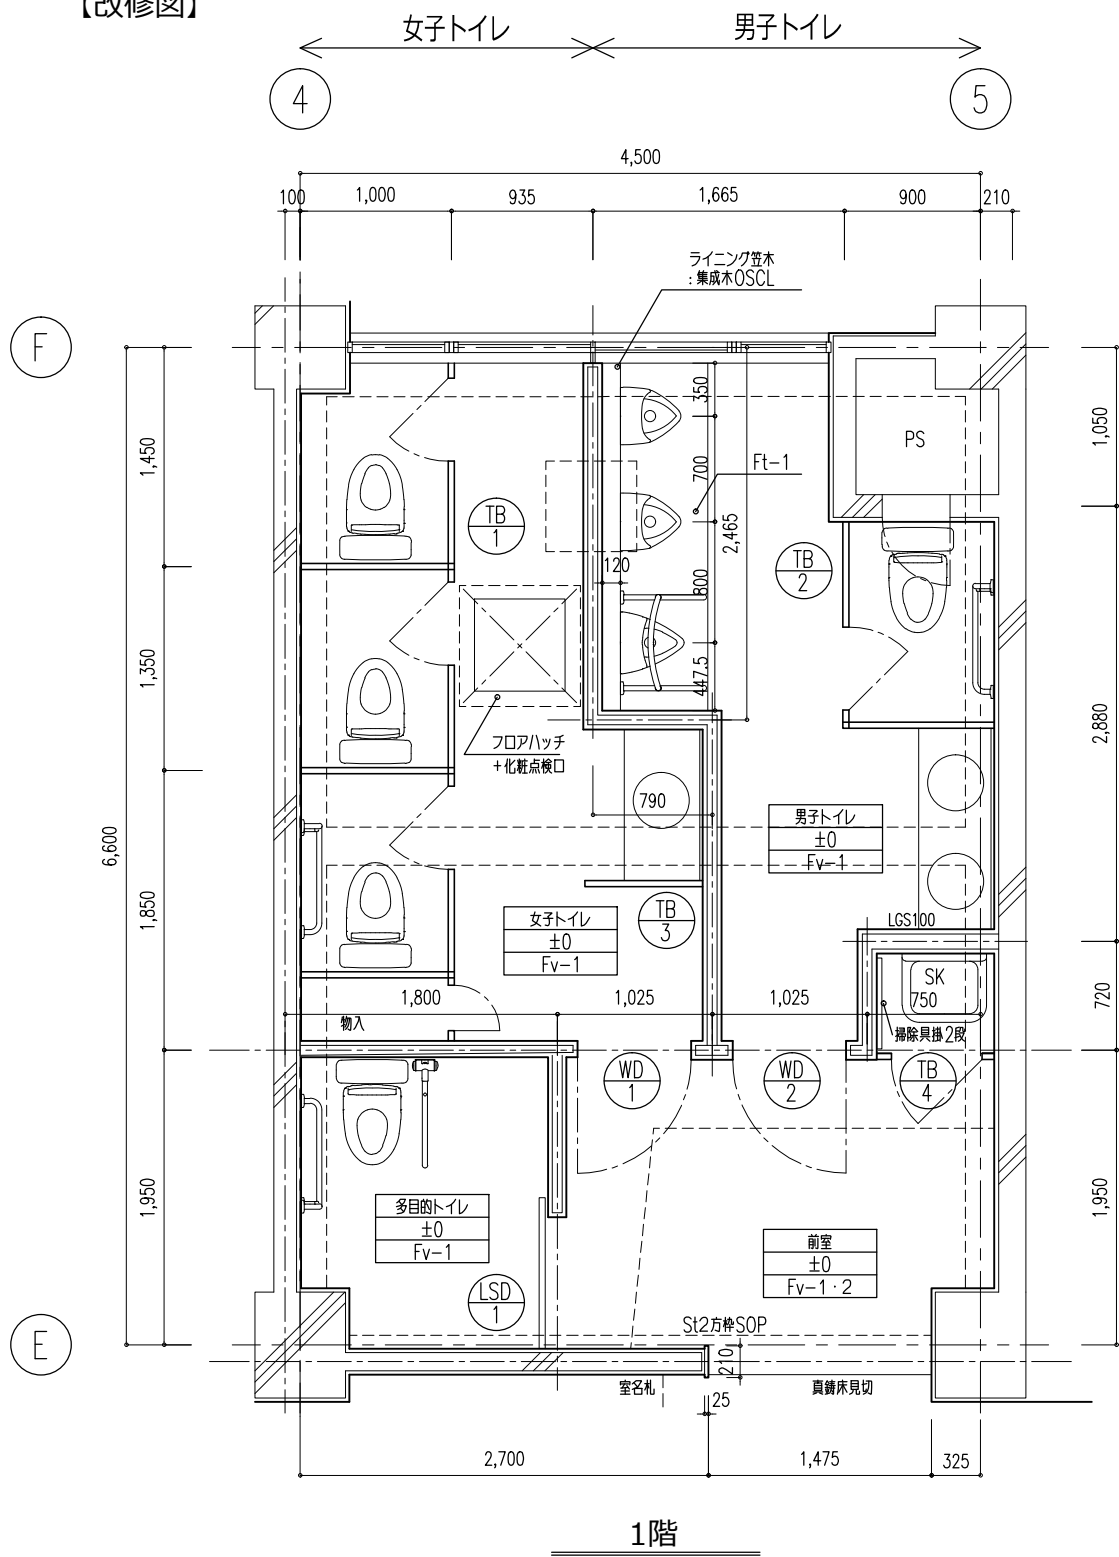 【改修図】
女子トイレ
男子トイレ
4
5
4,500
100
1,000
935
1,665
900
210
ライニング笠木
:集成木OSCL
F
350
1,050
PS
1,450
700
Ft-1
TB
1
2,465
TB
2
120
800
1,350
447.5
2,880
フロアハッチ
+化粧点検口
790
男子トイレ
±0
Fv-1
6,600
1,850
TB
3
LGS100
女子トイレ
±0
Fv-1
SK
1,800
1,025
1,025
750
720
物入
掃除具掛2段
WD
1
WD
2
TB
4
1,950
1,950
多目的トイレ
±0
Fv-1
前室
±0
Fv-1・2
LSD
1
St2方枠SOP
E
210
室名札
真鍮床見切
25
2,700
1,475
325
1階